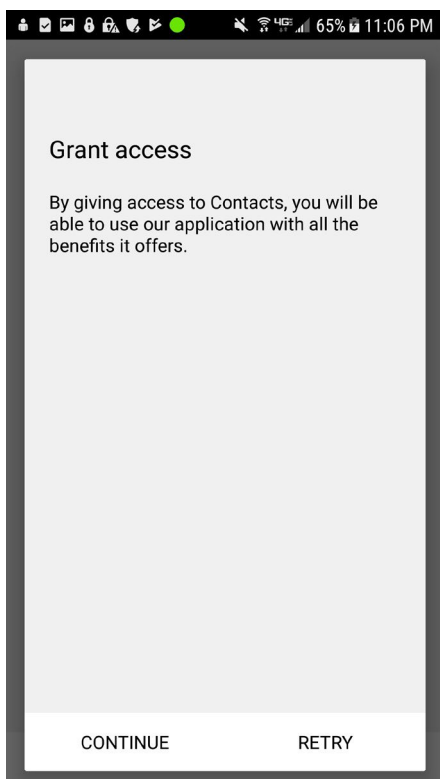 4G 65% 11:06 PM
Grant access
By giving access to Contacts, you will be
able to use our application with all the
benefits it offers.
CONTINUE RETRY